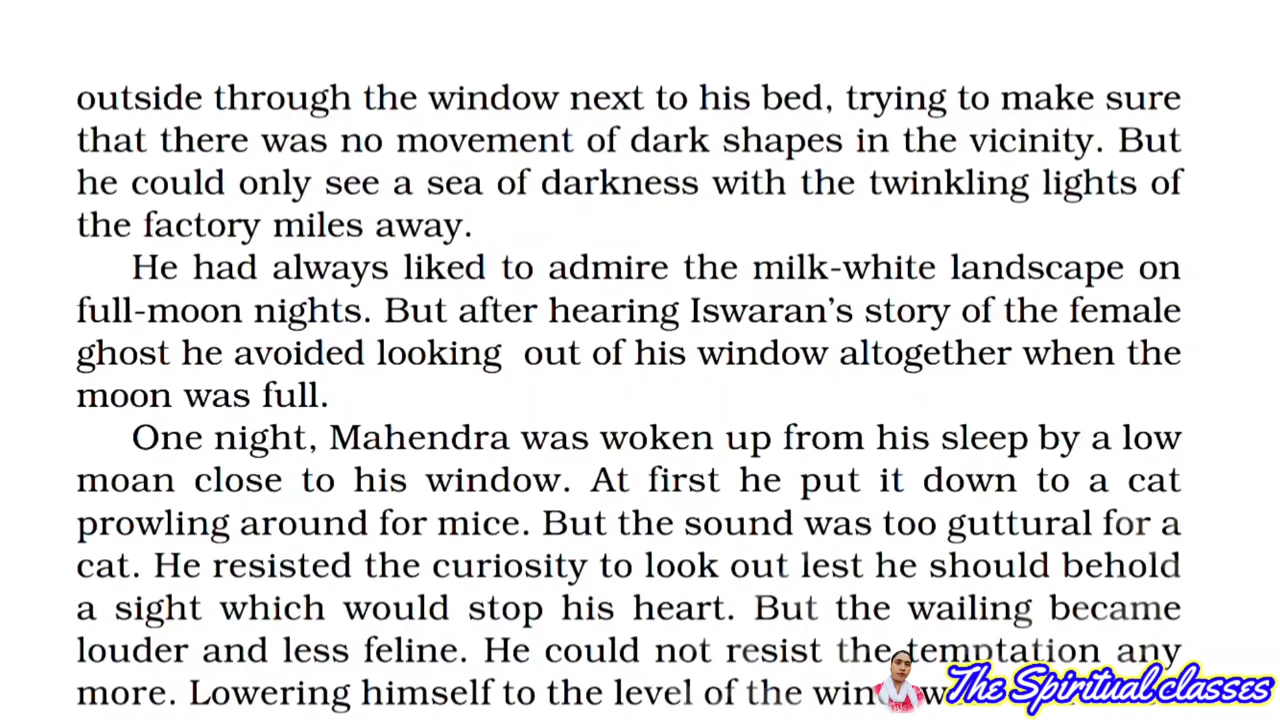 outside through the window next to his bed, trying to make sure
that there was no movement of dark shapes in the vicinity. But
he could only see a sea of darkness with the twinkling lights of
the factory miles away.
He had always liked to admire the milk-white landscape on
full-moon nights. But after hearing Iswaran's story of the female
ghost he avoided looking out of his window altogether when the
moon was full.
One night, Mahendra was woken up from his sleep by a low
moan close to his window. At first he put it down to a cat
prowling around for mice. But the sound was too guttural for a
cat. He resisted the curiosity to look out lest he should behold
a sight which would stop his heart. But the wailing became
louder and less feline. He could not resist the temptation any
more. Lowering himself to the level of the window
The Spiritual classes